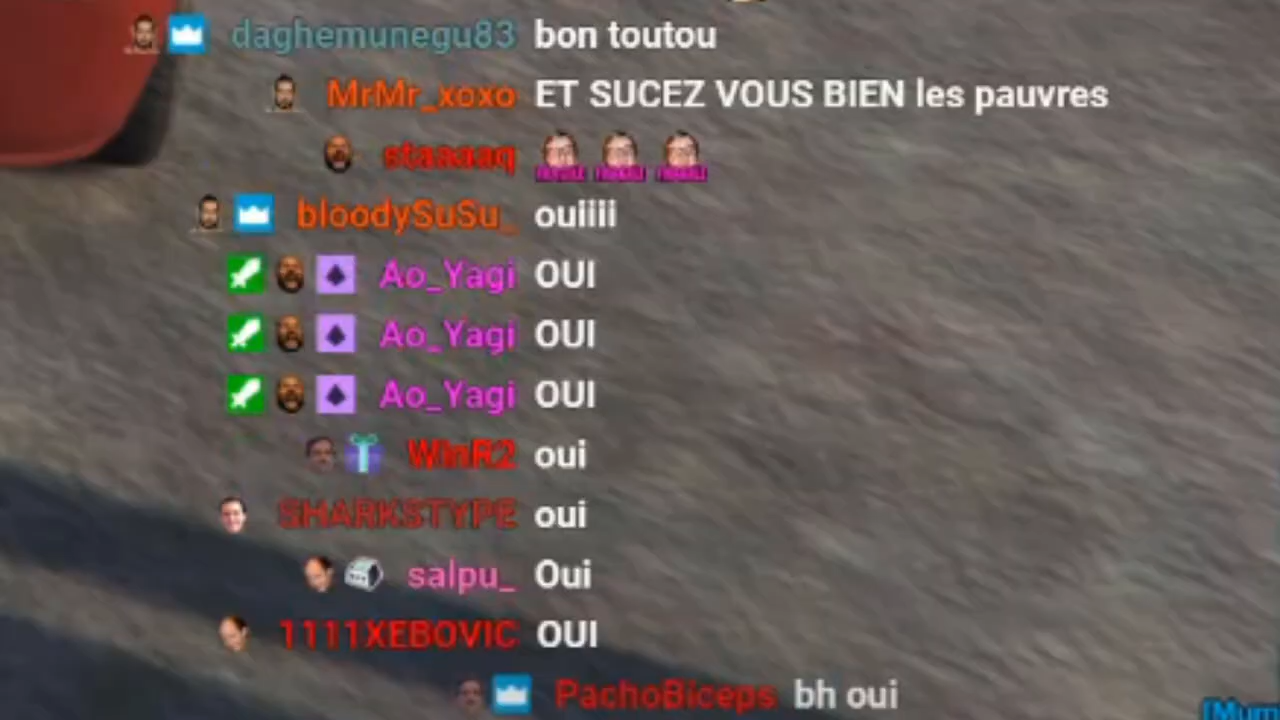 daghemunegu83 bon toutou
MrMr_xoxo ET SUCEZ VOUS BIEN les pauvres
staaaaq
bloodySuSu_ ouiiii
Ao_Yagi OUI
Ao_Yagi OUI
Ao_Yagi OUI
WinR2 oui
SHARKSTYPE oui
salpu_ Oui
1111XEBOVIC OUI
PachoBiceps bh oui